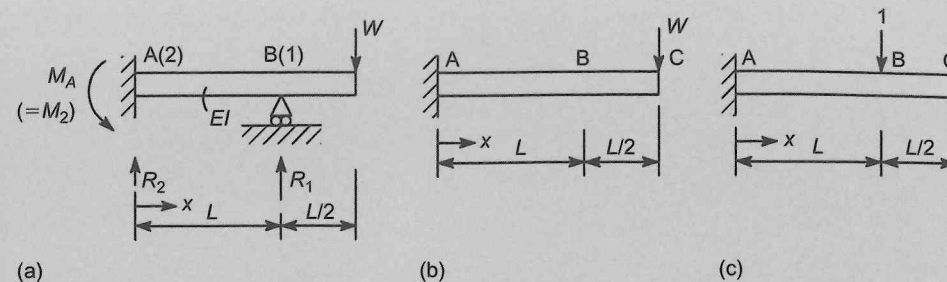 W
A(2) B(1)
M_A
(=M_2)
EI
R_2 R_1
x
L L/2
(a)
W
A B C
x
L L/2
(b)
1
A B
x
L L/2
(c)